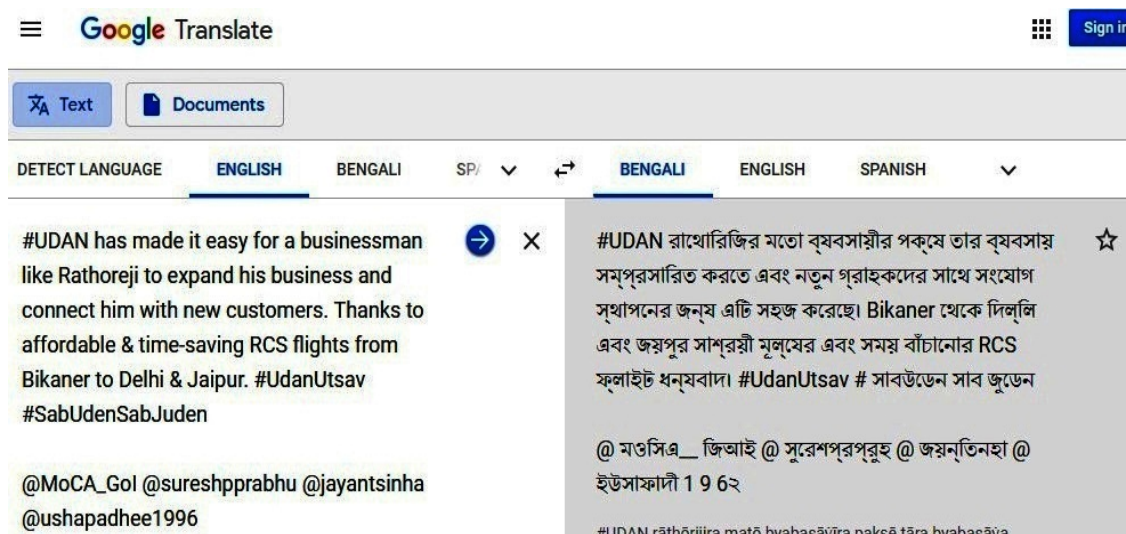 Google Translate
Sign in
Text
Documents
DETECT LANGUAGE
ENGLISH
BENGALI
BENGALI
ENGLISH
SPANISH
#UDAN has made it easy for a businessman
like Rathoreji to expand his business and
connect him with new customers. Thanks to
affordable & time-saving RCS flights from
Bikaner to Delhi & Jaipur. #UdanUtsav
#SabUdenSabJuden
@MoCA_GoI @sureshpprabhu @jayantsinha
@ushapadhee1996
#UDAN রাথোরিজির মতো ব্যবসায়ীর পক্ষে তার ব্যবসায়
সম্প্রসারিত করতে এবং নতুন গ্রাহকদের সাথে সংযোগ
স্থাপনের জন্য এটি সহজ করেছে। Bikaner থেকে দিল্লি
এবং জয়পুর সাশ্রয়ী মূল্যের এবং সময় বাঁচানোর RCS
ফ্লাইট ধন্যবাদ। #UdanUtsav # সাবউডেন সাব জুডেন
@ মওসিএ__ জিআই @ সুরেশপ্রপ্রুহ @ জয়ন্তিনহা @
ইউসাফাদী 1 9 6২